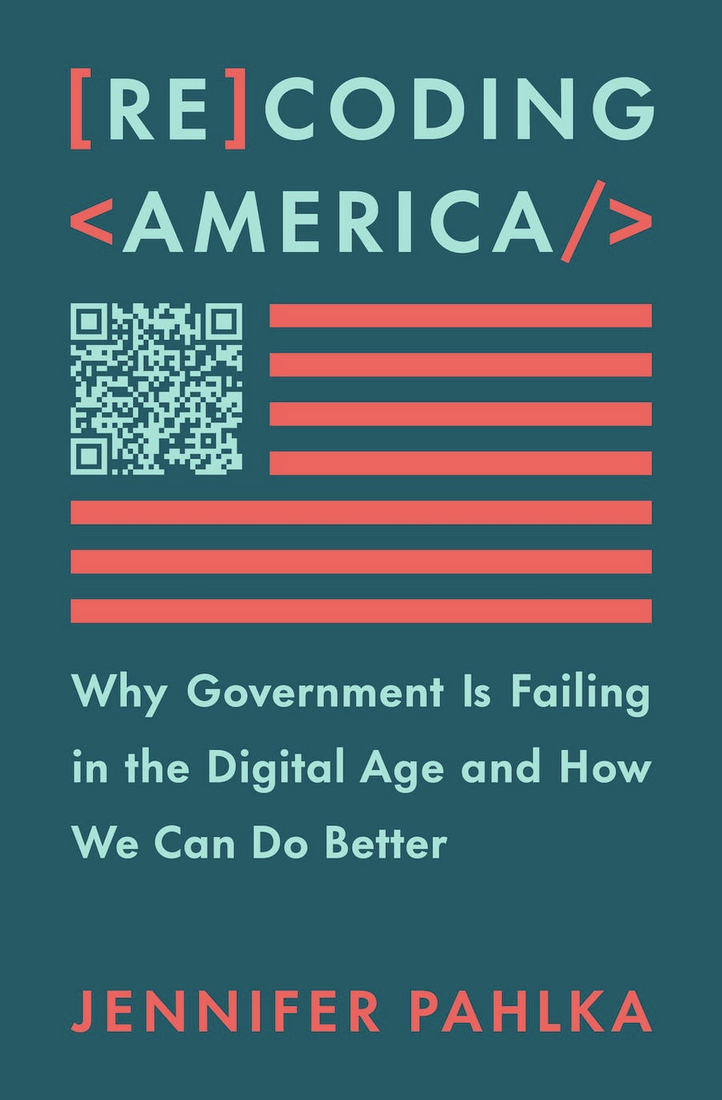 [RE]CODING
<AMERICA/>
Why Government Is Failing
in the Digital Age and How
We Can Do Better
JENNIFER PAHLKA